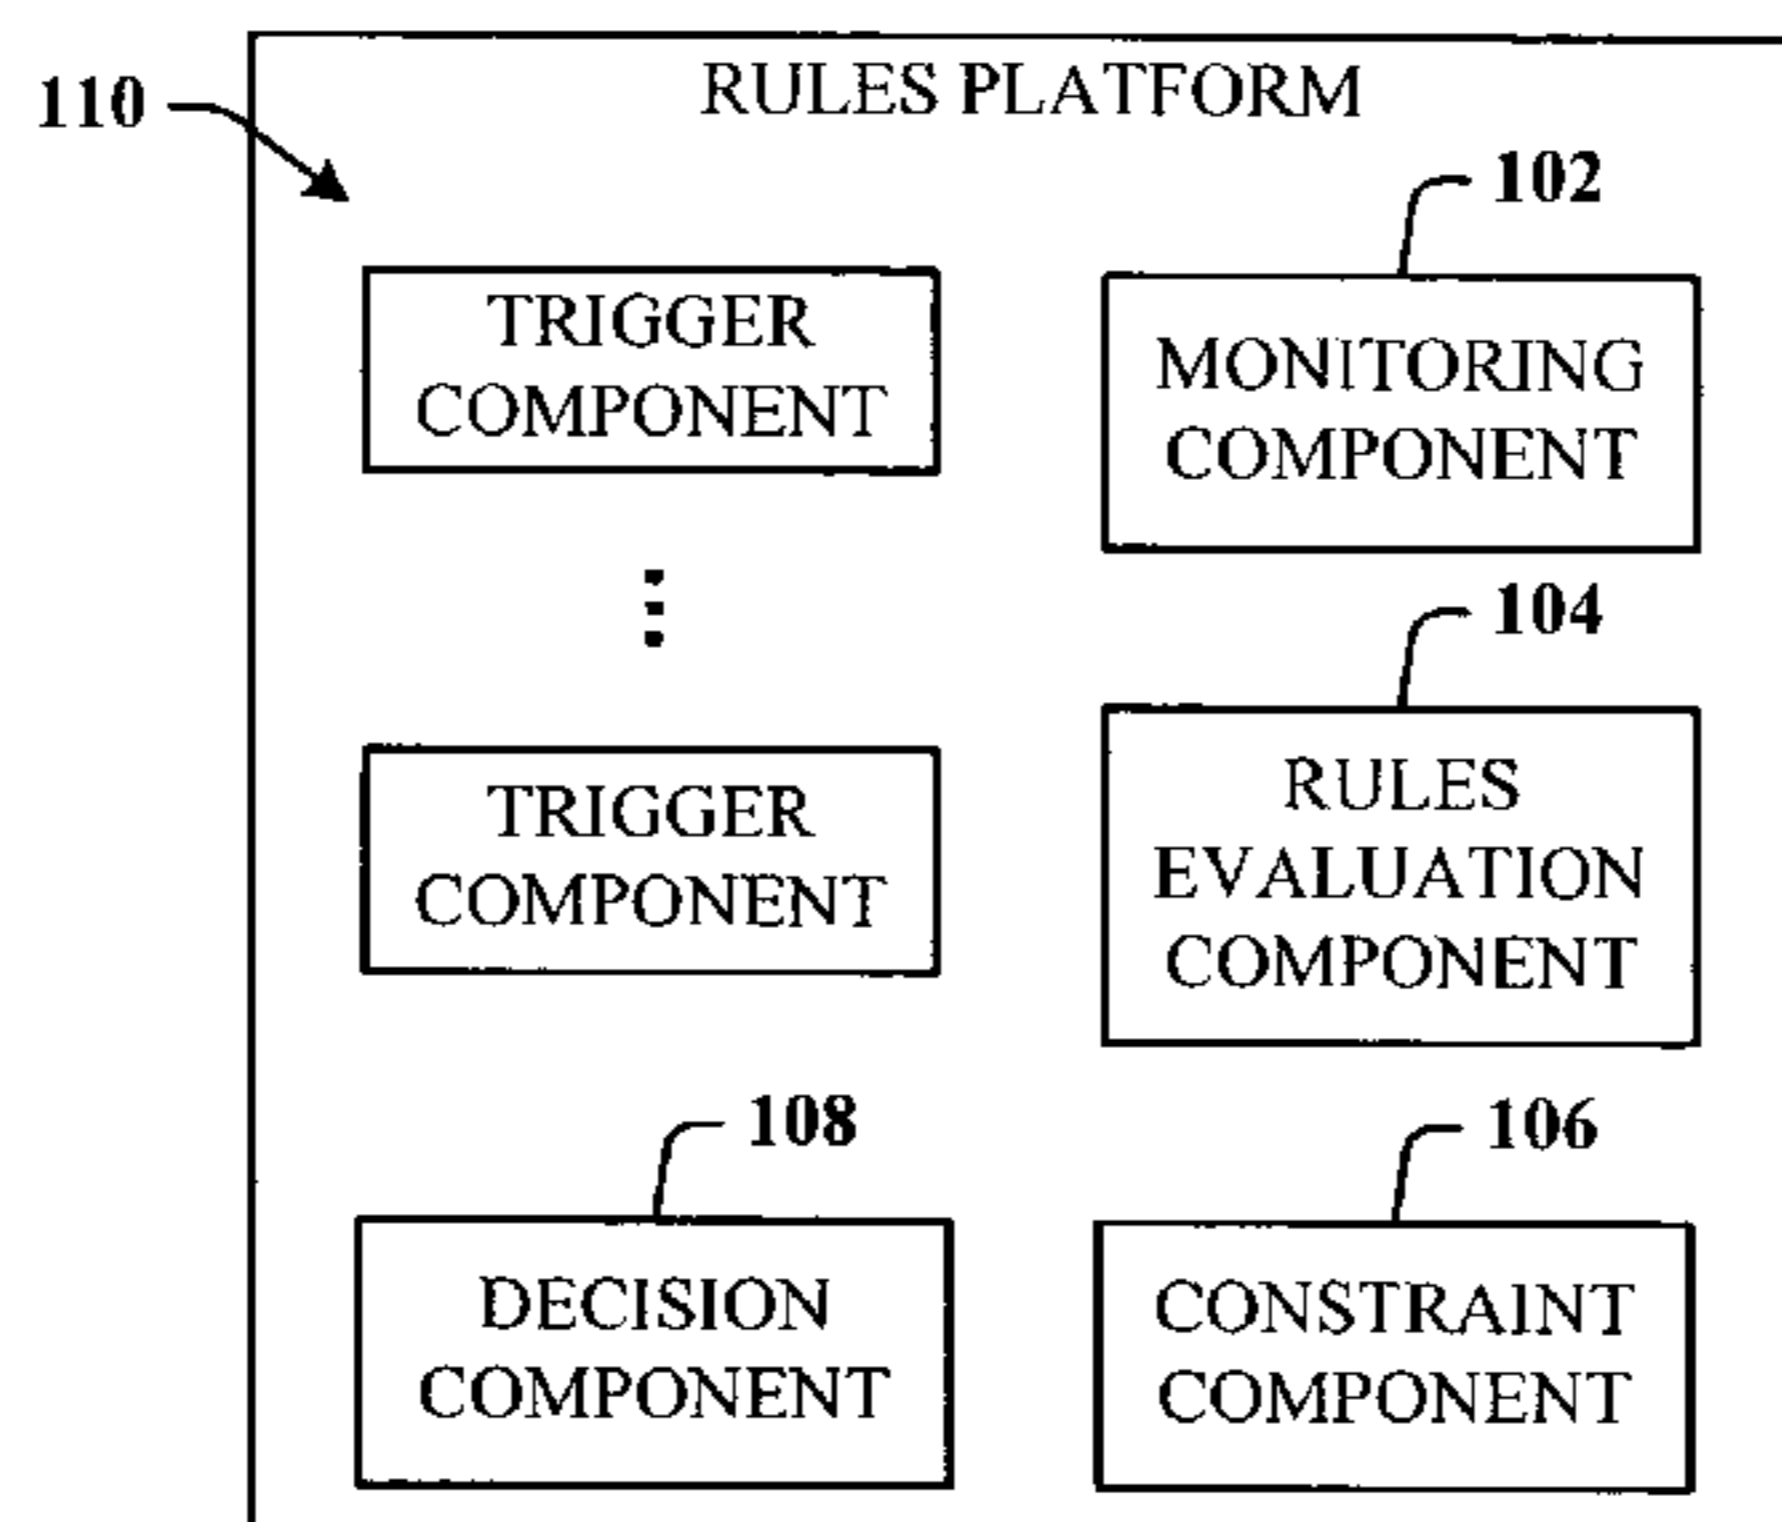 RULES PLATFORM
110
102
TRIGGER
COMPONENT
MONITORING
COMPONENT
104
TRIGGER
COMPONENT
RULES
EVALUATION
COMPONENT
108
106
DECISION
COMPONENT
CONSTRAINT
COMPONENT